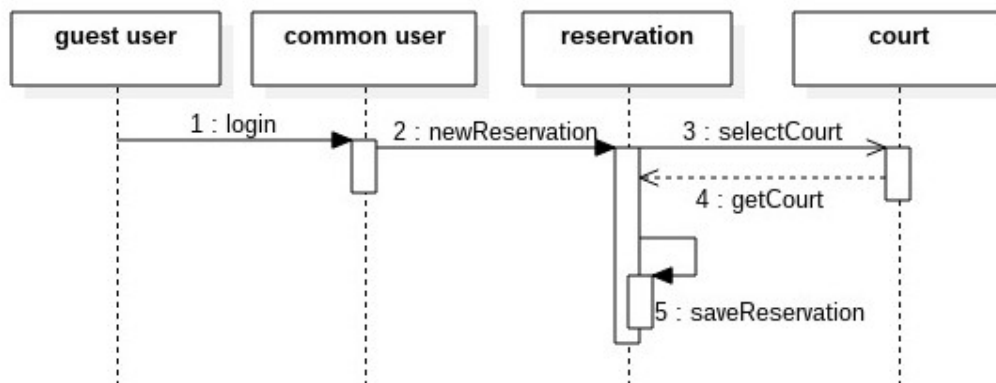 guest user
common user
reservation
court
1 : login
2 : newReservation
3 : selectCourt
4 : getCourt
5 : saveReservation